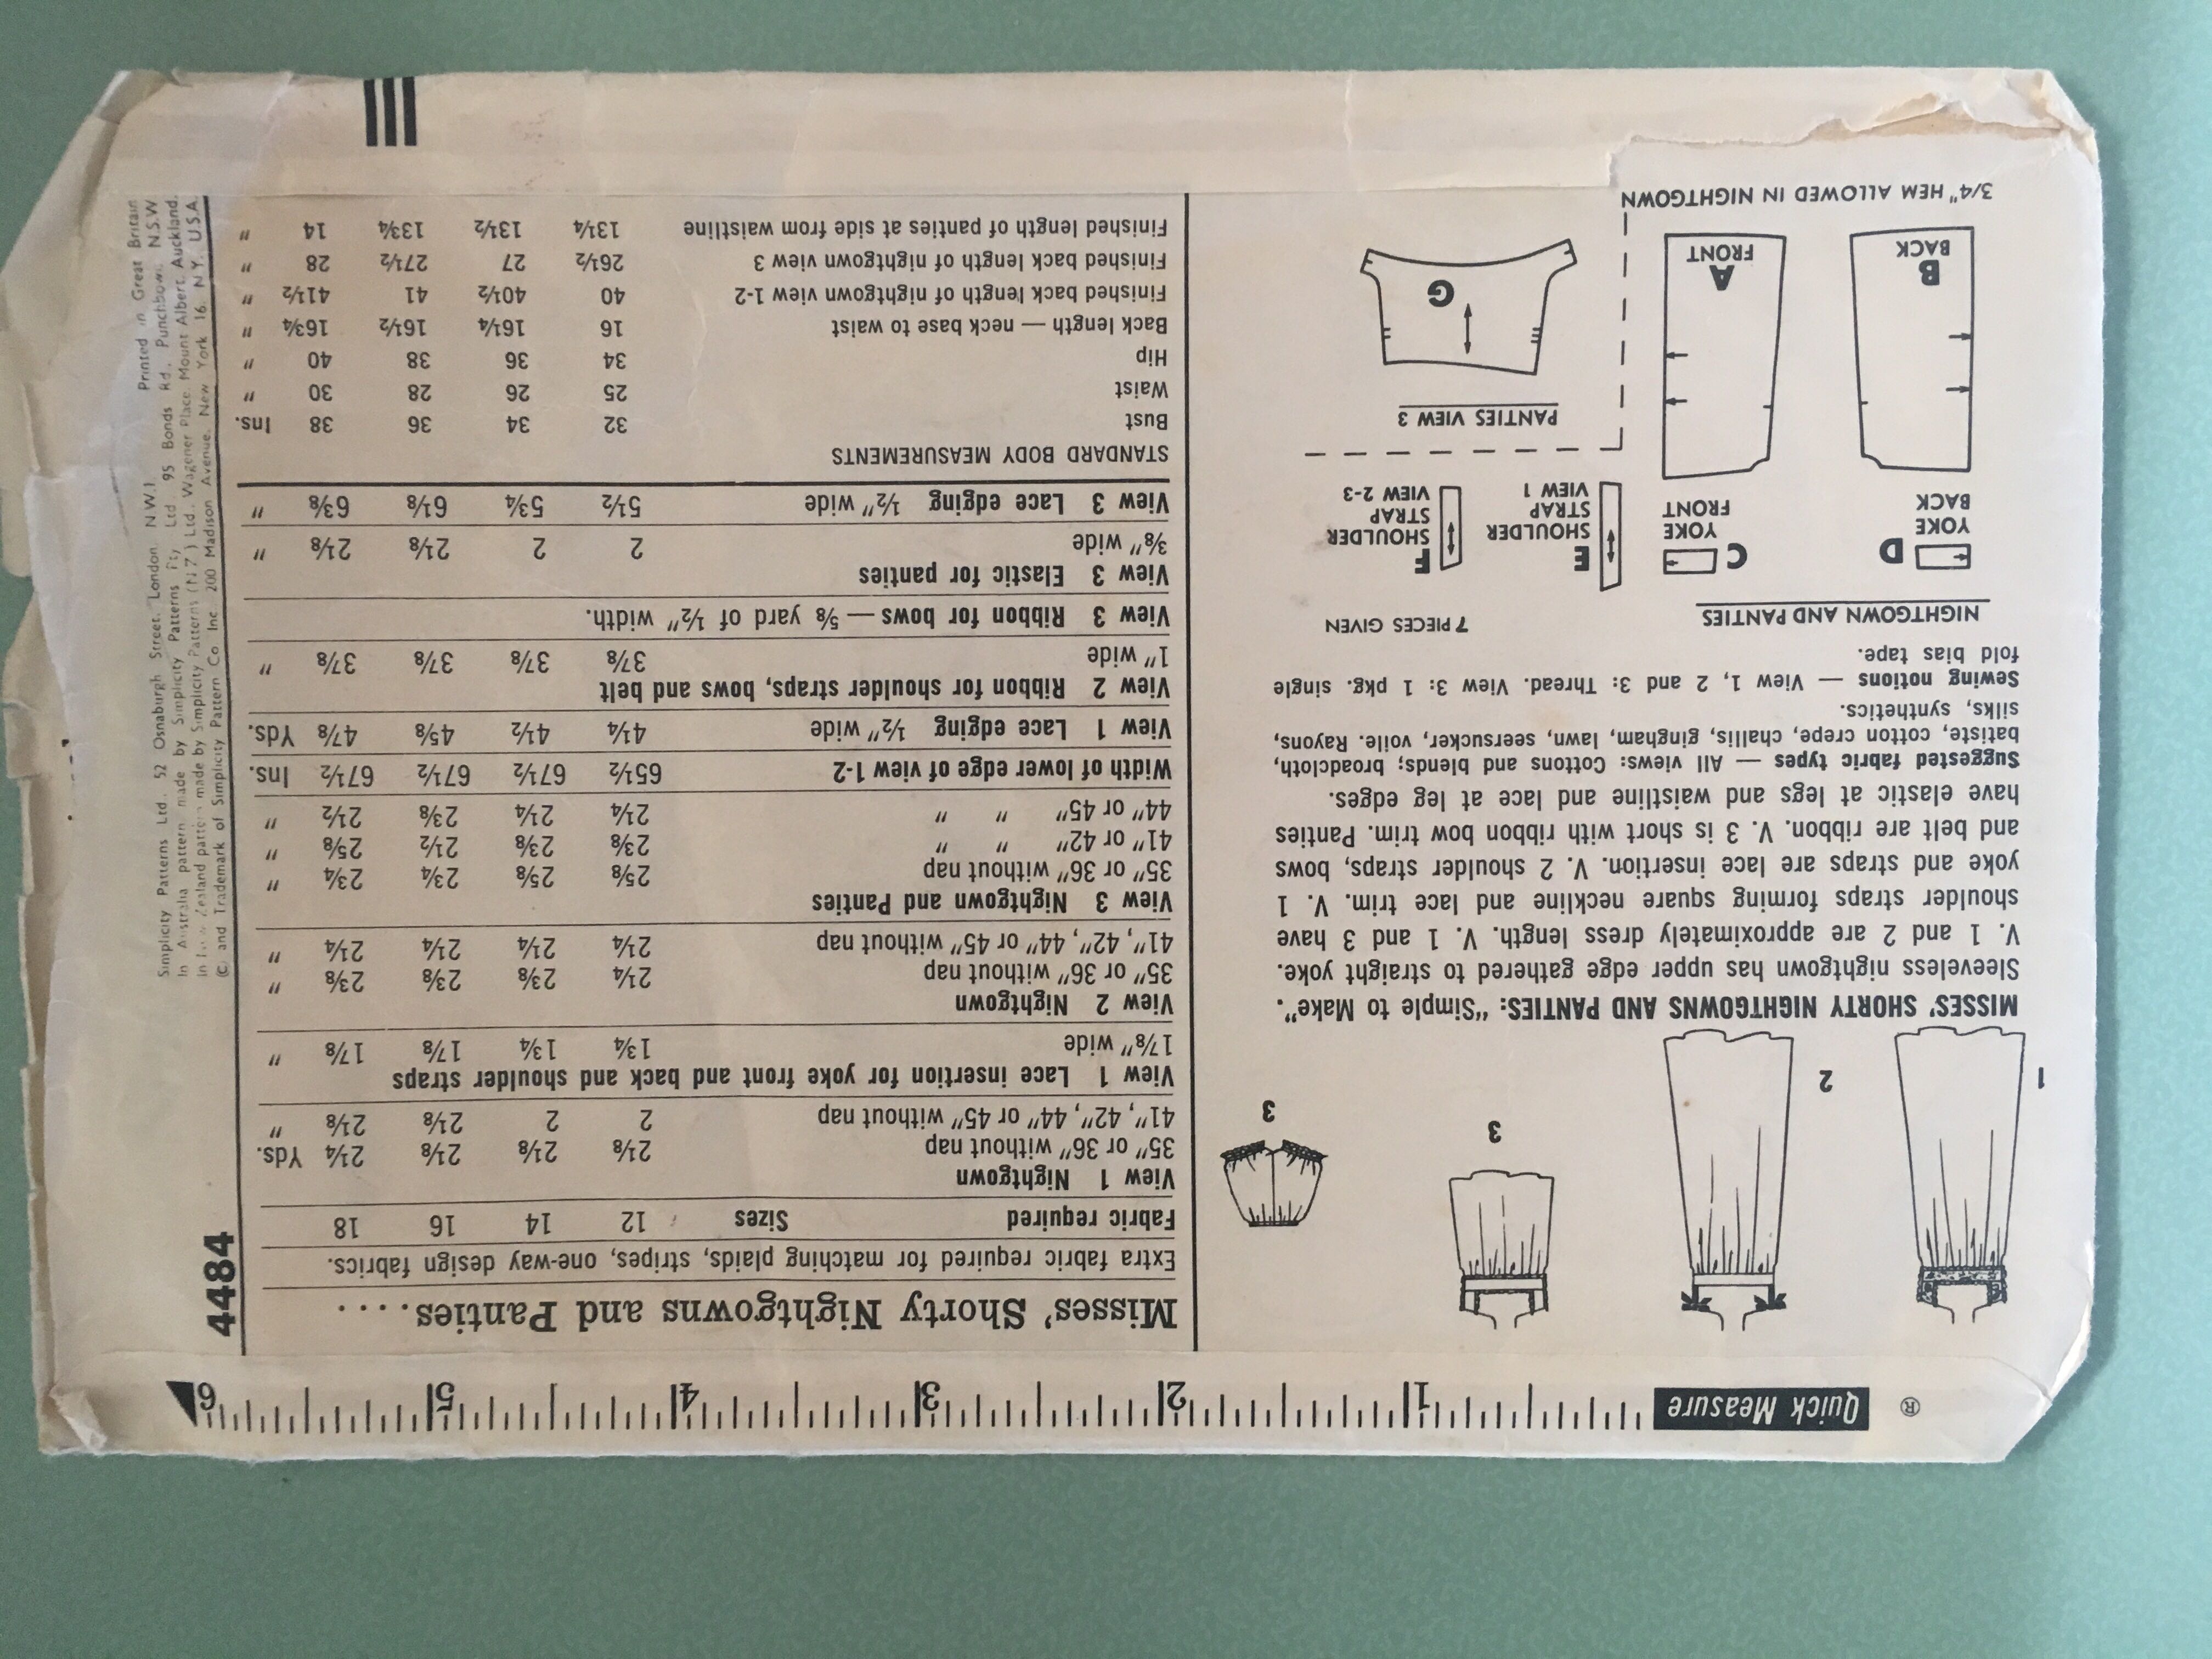 ® Quick Measure 1 2 3 4 5 6
1
2
3
3
MISSES' SHORTY NIGHTGOWNS AND PANTIES: "Simple to Make".
Sleeveless nightgown has upper edge gathered to straight yoke.
V. 1 and 2 are approximately dress length. V. 1 and 3 have
shoulder straps forming square neckline and lace trim. V. 1
yoke and straps are lace insertion. V. 2 shoulder straps, bows
and belt are ribbon. V. 3 is short with ribbon bow trim. Panties
have elastic at legs and waistline and lace at leg edges.
Suggested fabric types — All views: Cottons and blends; broadcloth,
batiste, cotton crepe, challis, gingham, lawn, seersucker, voile. Rayons,
silks, synthetics.
Sewing notions — View 1, 2 and 3: Thread. View 3: 1 pkg. single
fold bias tape.
NIGHTGOWN AND PANTIES
7 PIECES GIVEN
D
YOKE
BACK
C
YOKE
FRONT
E
SHOULDER
STRAP
VIEW 1
F
SHOULDER
STRAP
VIEW 2-3
B
BACK
A
FRONT
PANTIES VIEW 3
G
3/4" HEM ALLOWED IN NIGHTGOWN
Misses' Shorty Nightgowns and Panties....
4484
Extra fabric required for matching plaids, stripes, one-way design fabrics.
Fabric required Sizes 12 14 16 18
View 1 Nightgown
35" or 36" without nap 2⅛ 2⅛ 2⅛ 2¼ Yds.
41", 42", 44" or 45" without nap 2 2 2⅛ 2⅛ "
View 1 Lace insertion for yoke front and back and shoulder straps
1⅞" wide 1¾ 1¾ 1⅞ 1⅞ "
View 2 Nightgown
35" or 36" without nap 2¼ 2⅜ 2⅜ 2⅜ "
41", 42", 44" or 45" without nap 2¼ 2¼ 2¼ 2¼ "
View 3 Nightgown and Panties
35" or 36" without nap 2⅝ 2⅝ 2¾ 2¾ "
41" or 42" " " 2⅜ 2⅜ 2½ 2⅝ "
44" or 45" " " 2¼ 2¼ 2⅜ 2½ "
Width of lower edge of view 1-2 65½ 67½ 67½ 67½ Ins.
View 1 Lace edging ½" wide 4¼ 4½ 4⅝ 4⅞ Yds.
View 2 Ribbon for shoulder straps, bows and belt
1" wide 3⅞ 3⅞ 3⅞ 3⅞ "
View 3 Ribbon for bows — ⅝ yard of ½" width.
View 3 Elastic for panties
⅜" wide 2 2 2⅛ 2⅛ "
View 3 Lace edging ½" wide 5½ 5¾ 6⅛ 6⅜ "
STANDARD BODY MEASUREMENTS
Bust 32 34 36 38 Ins.
Waist 25 26 28 30 "
Hip 34 36 38 40 "
Back length — neck base to waist 16 16¼ 16½ 16¾ "
Finished back length of nightgown view 1-2 40 40½ 41 41½ "
Finished back length of nightgown view 3 26½ 27 27½ 28 "
Finished length of panties at side from waistline 13¼ 13½ 13¾ 14 "
© and Trademark of Simplicity Pattern Co Inc. 200 Madison Avenue, New York 16 N.Y. U.S.A.
In New Zealand pattern made by Simplicity Patterns (N.Z.) Ltd., Wagener Place, Mount Albert, Auckland.
In Australia pattern made by Simplicity Patterns Pty Ltd. 95 Bonds Rd., Punchbowl N.S.W.
Simplicity Patterns Ltd., 52 Osnaburgh Street, London, N.W.1 Printed in Great Britain